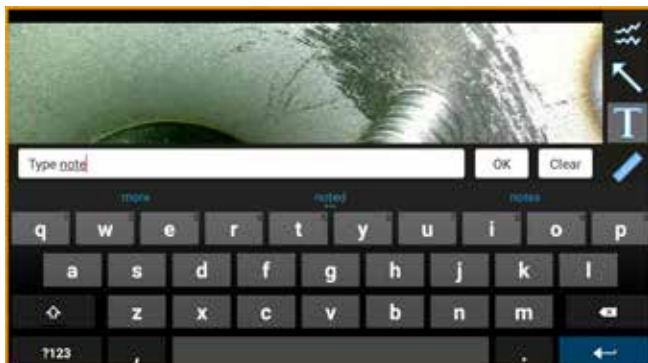 T
Type note OK Clear
more noted notes
q w e r t y u i o p
a s d f g h j k l
z x c v b n m
?123 , .